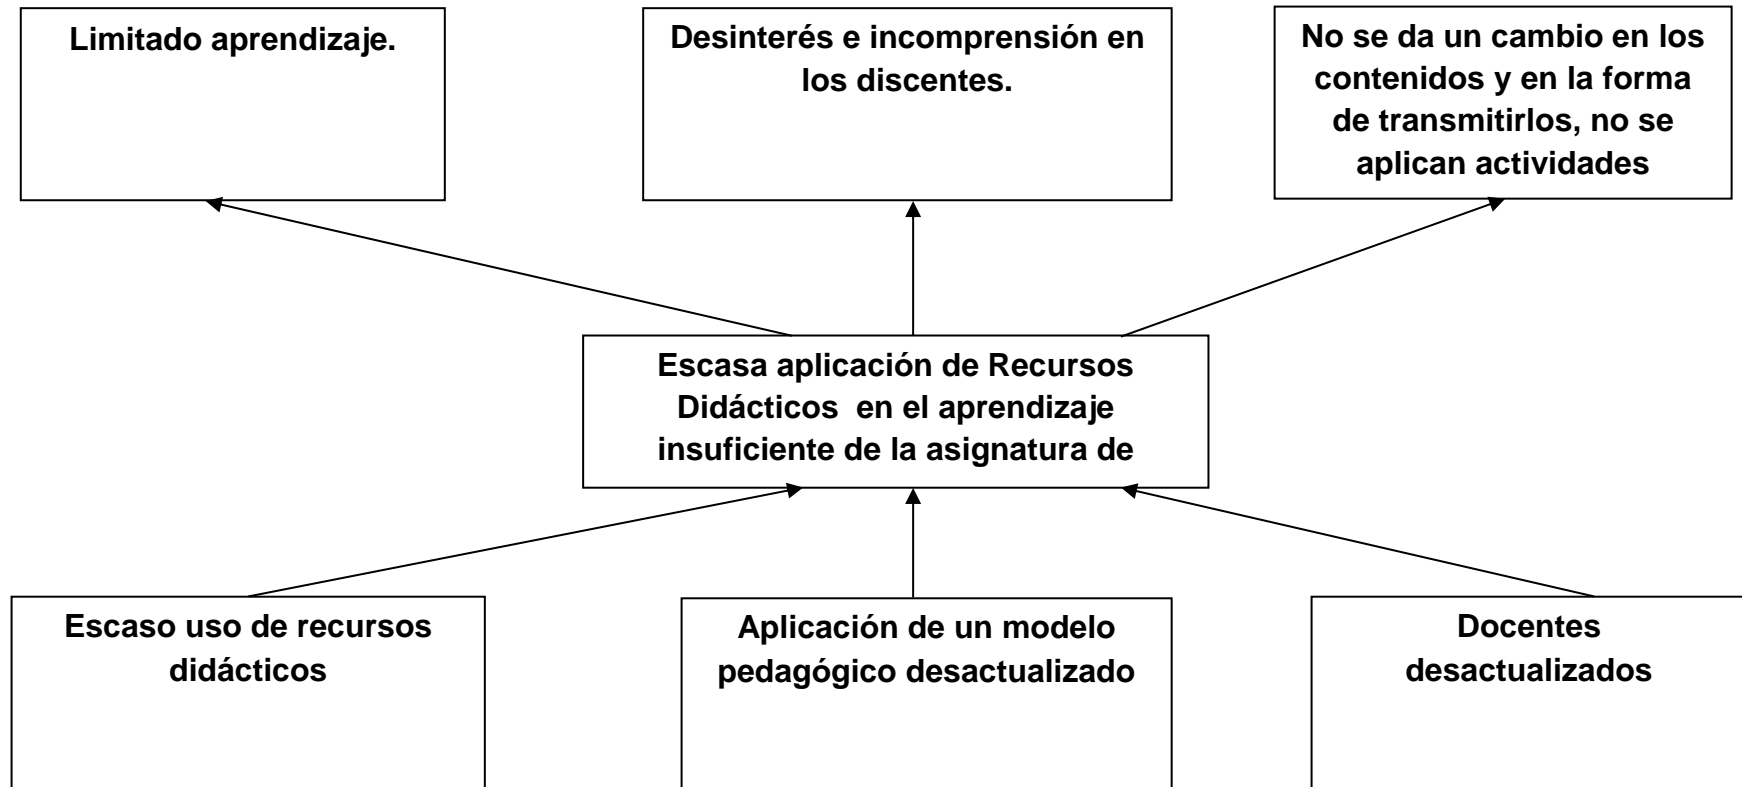 Limitado aprendizaje.
Desinterés e incomprensión en
los discentes.
No se da un cambio en los
contenidos y en la forma
de transmitirlos, no se
aplican actividades
Escasa aplicación de Recursos
Didácticos  en el aprendizaje
insuficiente de la asignatura de
Escaso uso de recursos
didácticos
Aplicación de un modelo
pedagógico desactualizado
Docentes
desactualizados